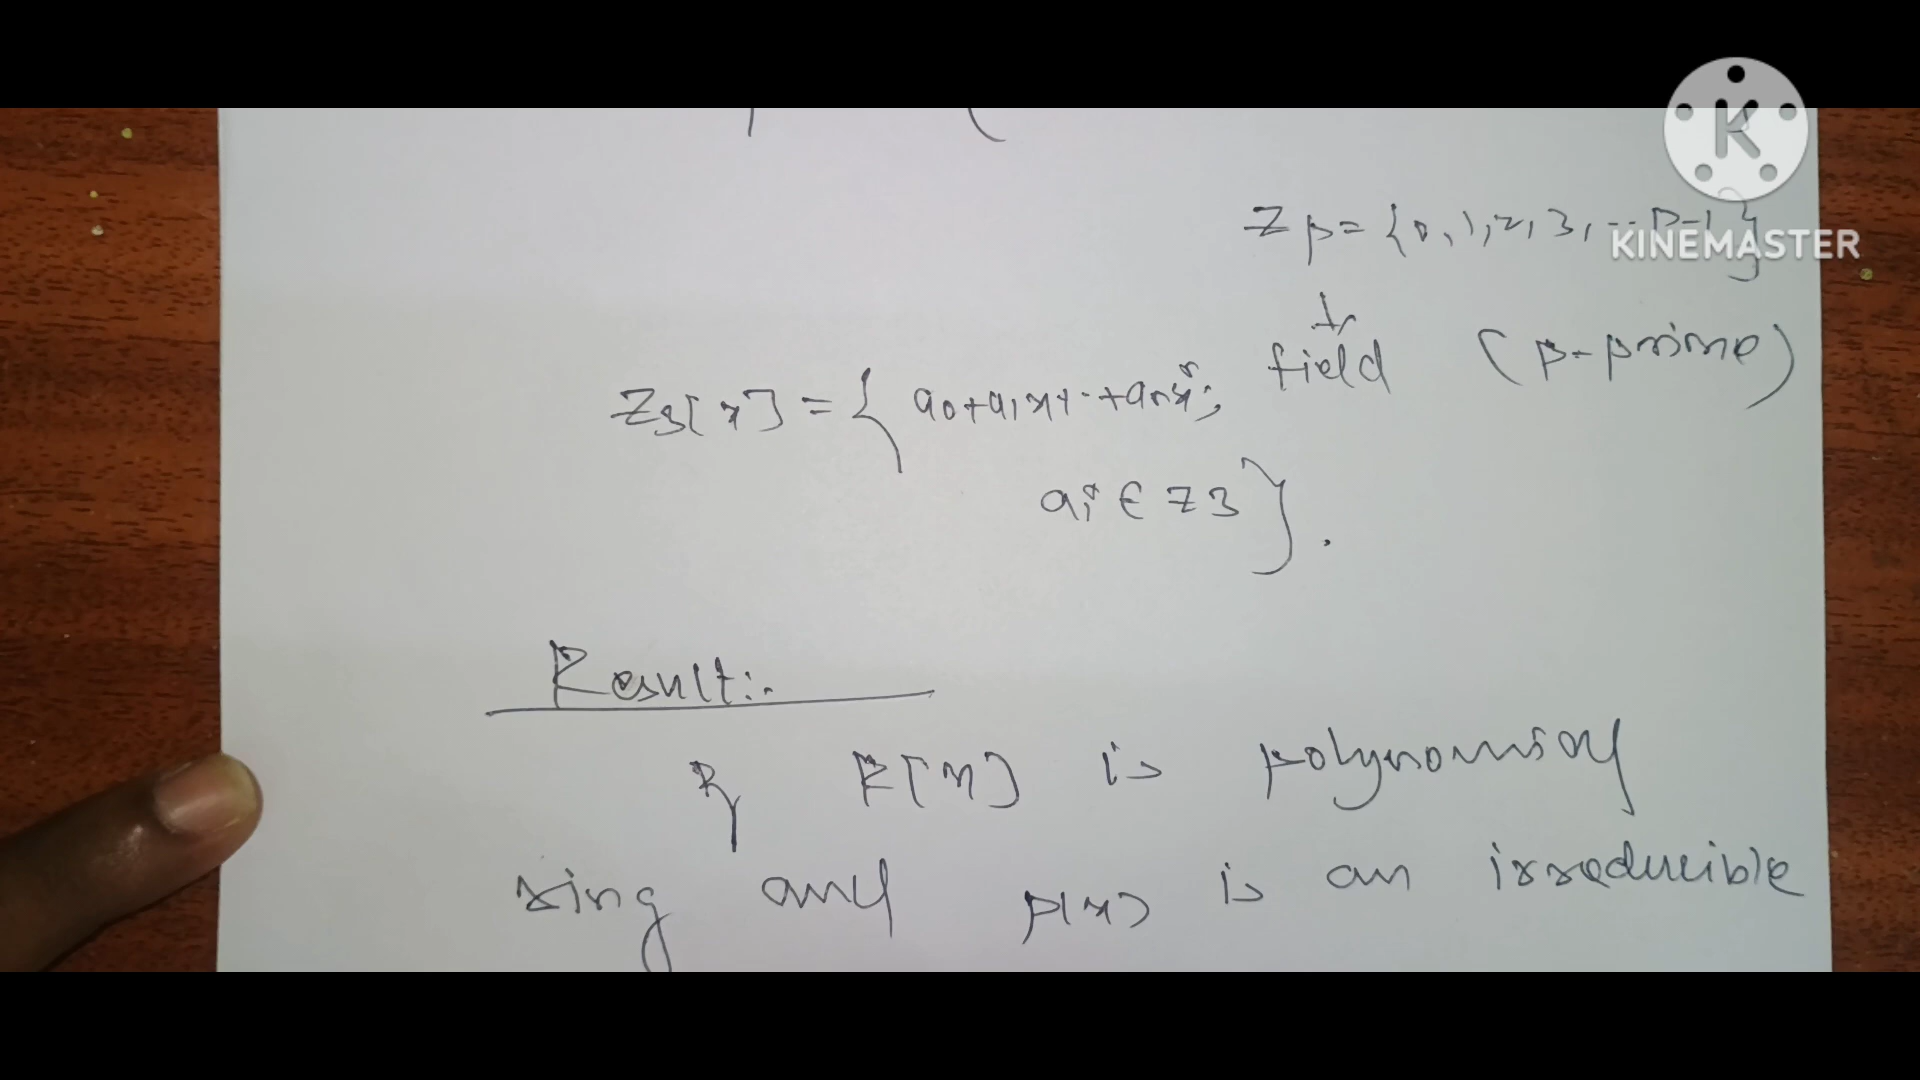 Zp = {0, 1, 2, 3, -- p-1}
KINEMASTER
field (p-prime)
Z3[x] = { a0+a1x+..+anxⁿ;
ai ∈ Z3 }.
Result:-
If F[x] is polynomial
ring and p(x) is an irreducible